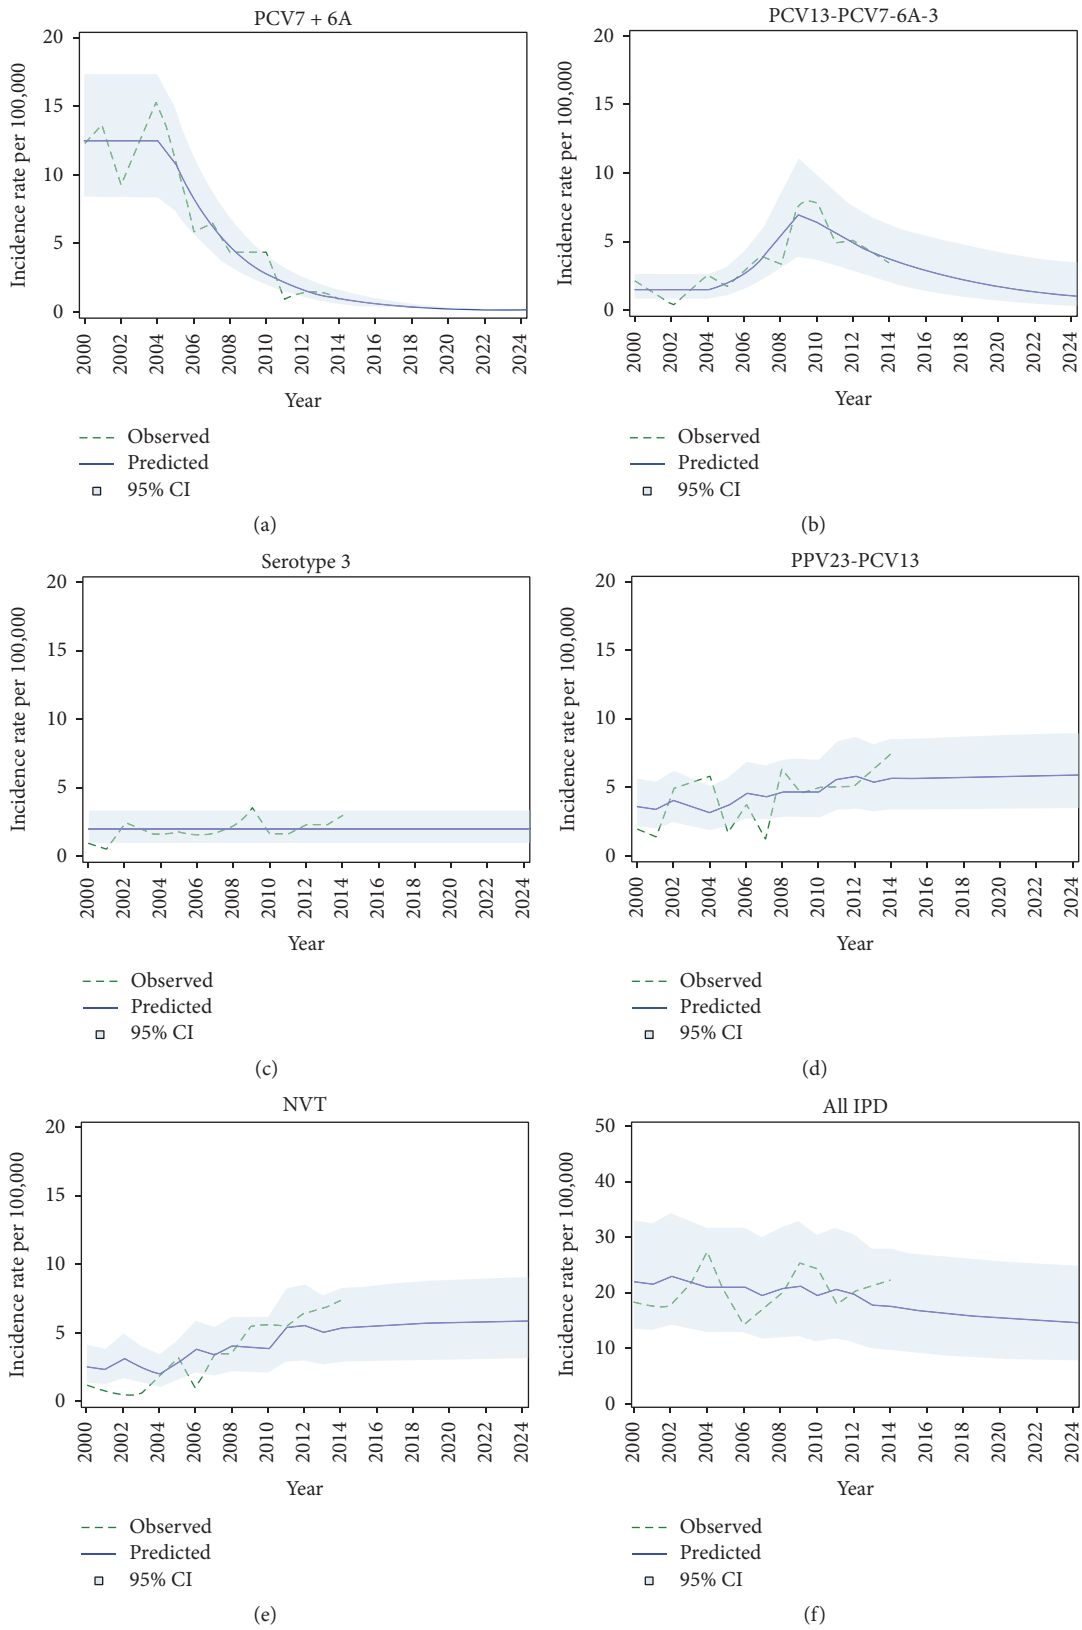 PCV7 + 6A
Incidence rate per 100,000
20
15
10
5
0
2000 2002 2004 2006 2008 2010 2012 2014 2016 2018 2020 2022 2024
Year
Observed
Predicted
95% CI
(a)
PCV13-PCV7-6A-3
Incidence rate per 100,000
20
15
10
5
0
2000 2002 2004 2006 2008 2010 2012 2014 2016 2018 2020 2022 2024
Year
Observed
Predicted
95% CI
(b)
Serotype 3
Incidence rate per 100,000
20
15
10
5
0
2000 2002 2004 2006 2008 2010 2012 2014 2016 2018 2020 2022 2024
Year
Observed
Predicted
95% CI
(c)
PPV23-PCV13
Incidence rate per 100,000
20
15
10
5
0
2000 2002 2004 2006 2008 2010 2012 2014 2016 2018 2020 2022 2024
Year
Observed
Predicted
95% CI
(d)
NVT
Incidence rate per 100,000
20
15
10
5
0
2000 2002 2004 2006 2008 2010 2012 2014 2016 2018 2020 2022 2024
Year
Observed
Predicted
95% CI
(e)
All IPD
Incidence rate per 100,000
50
40
30
20
10
0
2000 2002 2004 2006 2008 2010 2012 2014 2016 2018 2020 2022 2024
Year
Observed
Predicted
95% CI
(f)